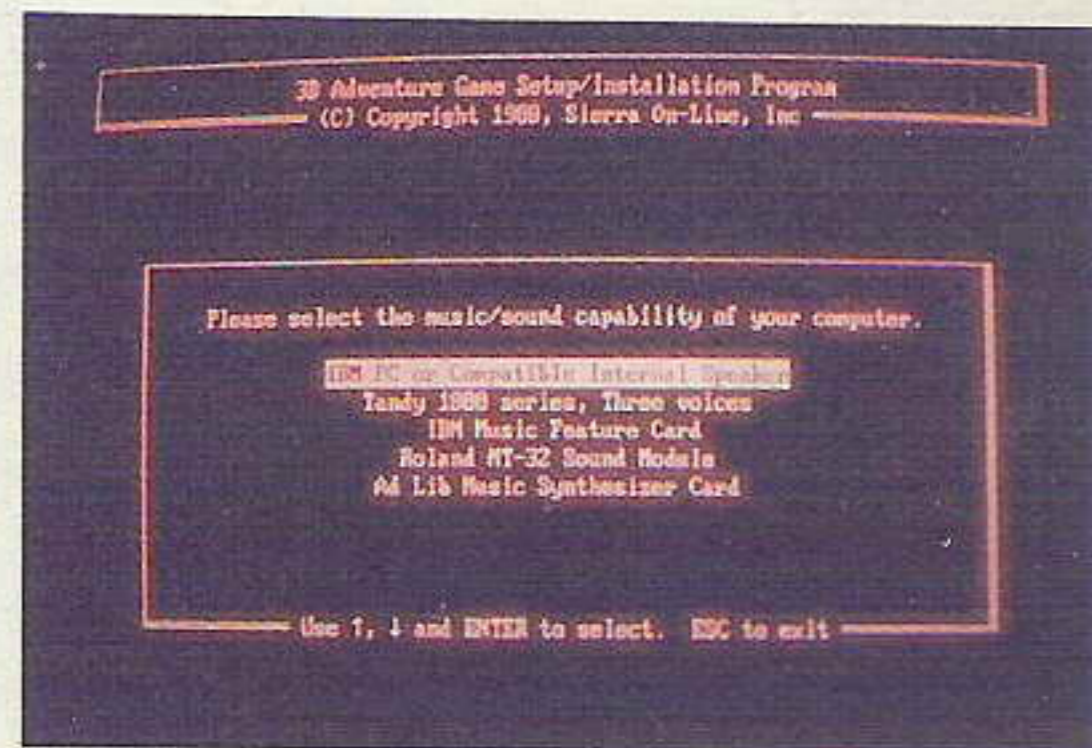 3D Adventure Game Setup/Installation Program
(C) Copyright 1988, Sierra On-Line, Inc
Please select the music/sound capability of your computer.
IBM PC or Compatible Internal Speaker
Tandy 1000 series, Three voices
IBM Music Feature Card
Roland MT-32 Sound Module
Ad Lib Music Synthesizer Card
Use ↑, ↓ and ENTER to select. ESC to exit